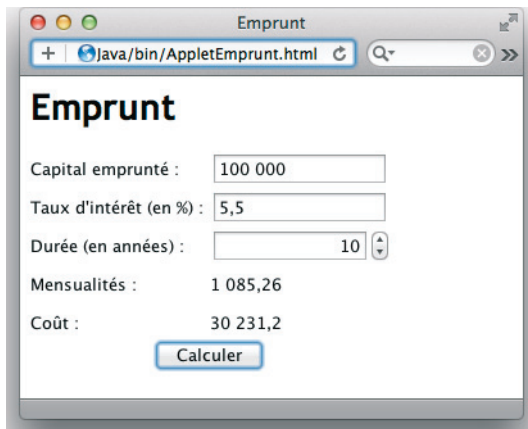 Emprunt
Java/bin/AppletEmprunt.html
Emprunt
Capital emprunté : 100 000
Taux d'intérêt (en %) : 5,5
Durée (en années) : 10
Mensualités : 1 085,26
Coût : 30 231,2
Calculer